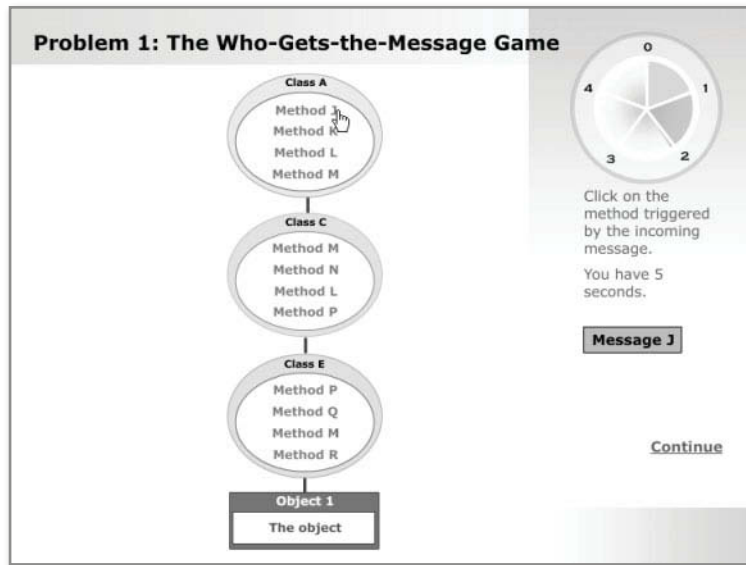 Problem 1: The Who-Gets-the-Message Game
Class A
Method J
Method K
Method L
Method M
Class C
Method M
Method N
Method L
Method P
Class E
Method P
Method Q
Method M
Method R
Object 1
The object
0
1
2
3
4
Click on the
method triggered
by the incoming
message.
You have 5
seconds.
Message J
Continue